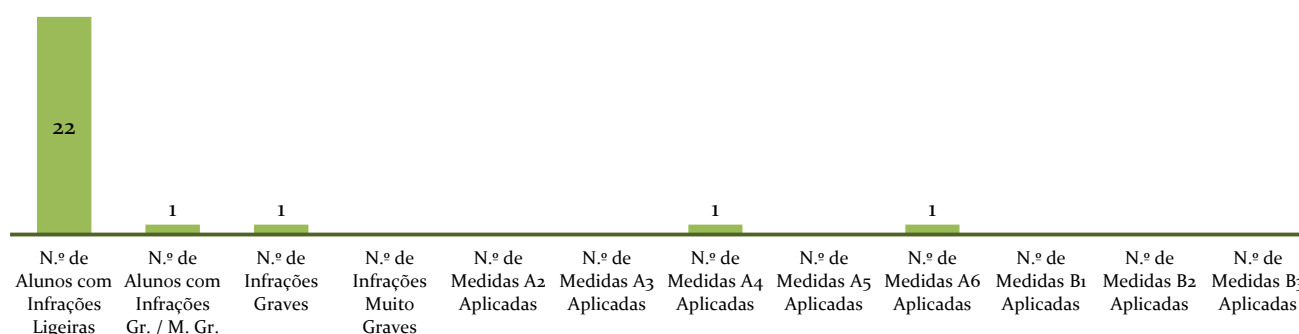 22
1
1
1
1
N.º de
Alunos com
Infrações
Ligeiras
N.º de
Alunos com
Infrações
Gr. / M. Gr.
N.º de
Infrações
Graves
N.º de
Infrações
Muito
Graves
N.º de
Medidas A2
Aplicadas
N.º de
Medidas A3
Aplicadas
N.º de
Medidas A4
Aplicadas
N.º de
Medidas A5
Aplicadas
N.º de
Medidas A6
Aplicadas
N.º de
Medidas B1
Aplicadas
N.º de
Medidas B2
Aplicadas
N.º de
Medidas B3
Aplicadas